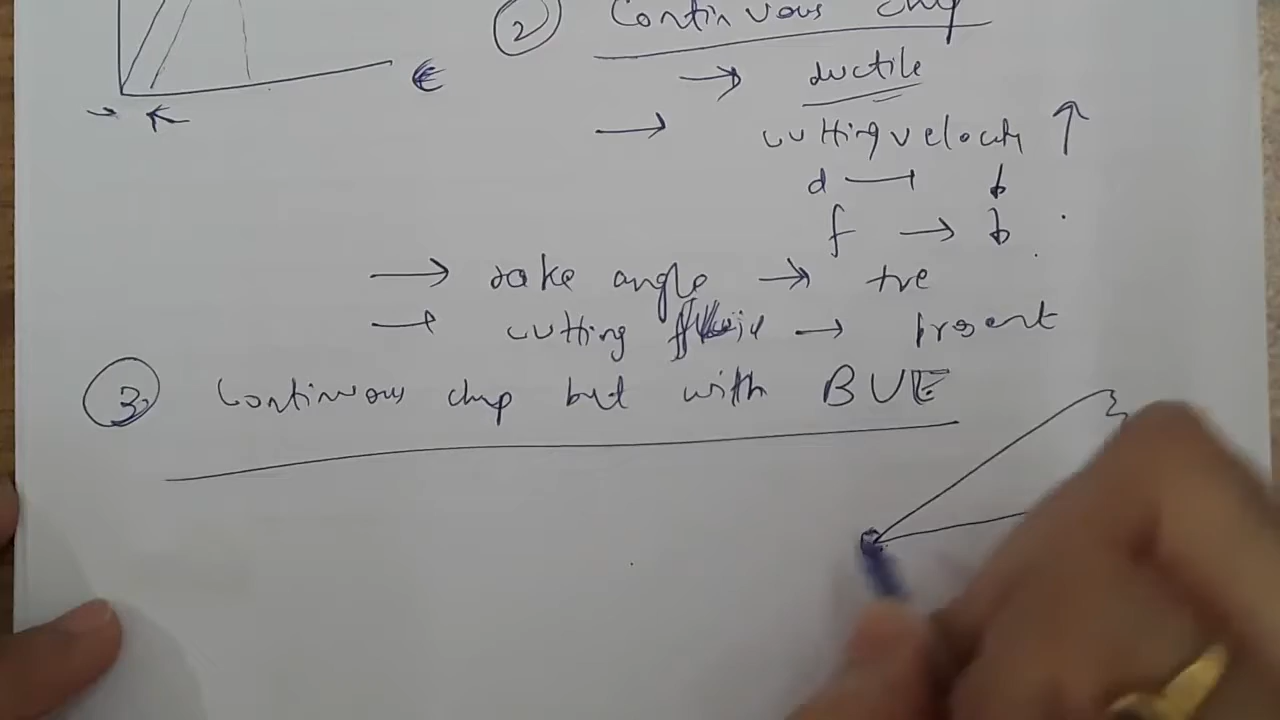 ② Continuous chip
→ ductile
→ cutting velocity ↑
d → ↓
f → ↓
ϵ
→ ←
→ rake angle → +ve
→ cutting fluid → present
③ Continuous chip but with BUE